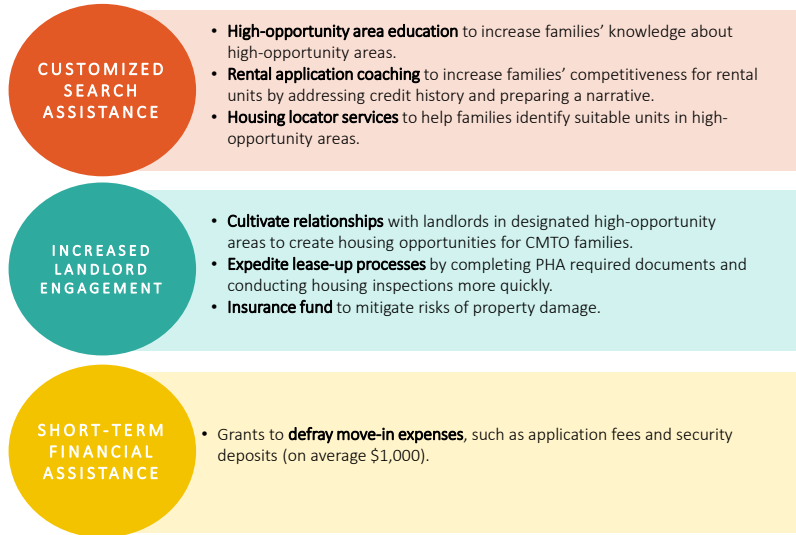 CUSTOMIZED
SEARCH
ASSISTANCE
• High-opportunity area education to increase families’ knowledge about
high-opportunity areas.
• Rental application coaching to increase families’ competitiveness for rental
units by addressing credit history and preparing a narrative.
• Housing locator services to help families identify suitable units in high-
opportunity areas.
INCREASED
LANDLORD
ENGAGEMENT
• Cultivate relationships with landlords in designated high-opportunity
areas to create housing opportunities for CMTO families.
• Expedite lease-up processes by completing PHA required documents and
conducting housing inspections more quickly.
• Insurance fund to mitigate risks of property damage.
SHORT-TERM
FINANCIAL
ASSISTANCE
• Grants to defray move-in expenses, such as application fees and security
deposits (on average $1,000).